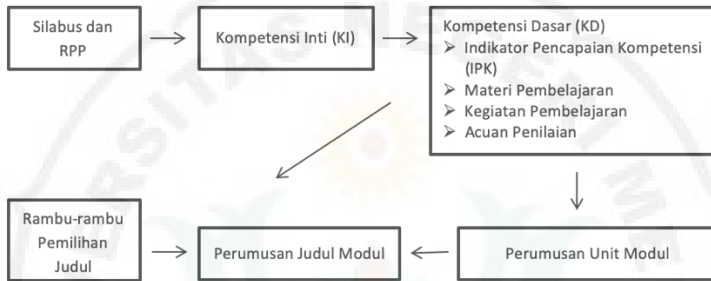 Silabus dan
RPP
Kompetensi Inti (KI)
Kompetensi Dasar (KD)
➢ Indikator Pencapaian Kompetensi
(IPK)
➢ Materi Pembelajaran
➢ Kegiatan Pembelajaran
➢ Acuan Penilaian
Rambu-rambu
Pemilihan
Judul
Perumusan Judul Modul
Perumusan Unit Modul